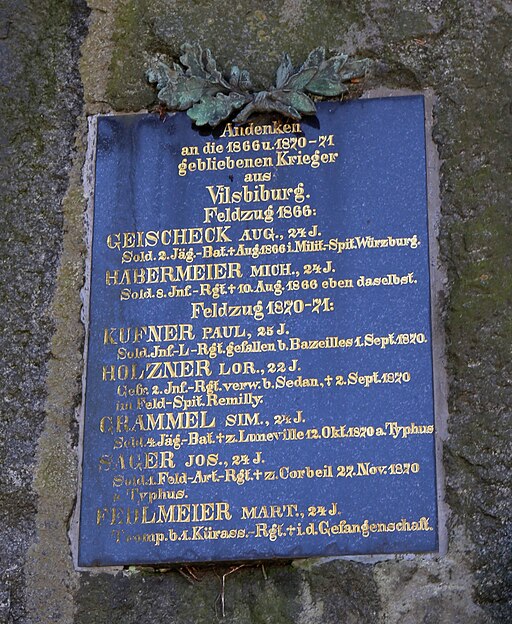 Andenken
an die 1866 u. 1870-71
gebliebenen Krieger
aus
Vilsbiburg.
Feldzug 1866:
GEISCHECK AUG., 24 J.
Sold. 2. Jäg.-Bat. † Aug. 1866 i. Milit.-Spit. Würzburg.
HABERMEIER MICH., 24 J.
Sold. 8. Inf.-Rgt. † 10. Aug. 1866 eben daselbst.
Feldzug 1870-71:
KUFNER PAUL, 25 J.
Sold. Inf.-L-Rgt. gefallen b. Bazeilles 1. Sept. 1870.
HOLZNER LOR., 22 J.
Gefr. 2. Inf.-Rgt. verw. b. Sedan, † 2. Sept. 1870
im Feld-Spit. Remilly.
GRAMMEL SIM., 24 J.
Sold. 4. Jäg.-Bat. † z. Luneville 12. Okt. 1870 a. Typhus.
SAGER JOS., 24 J.
Sold. 1. Feld-Art.-Rgt. † z. Corbeil 27. Nov. 1870
a. Typhus.
FEDLMEIER MART., 24 J.
Tromp. b. 1. Kürass.-Rgt. † i. d. Gefangenschaft.